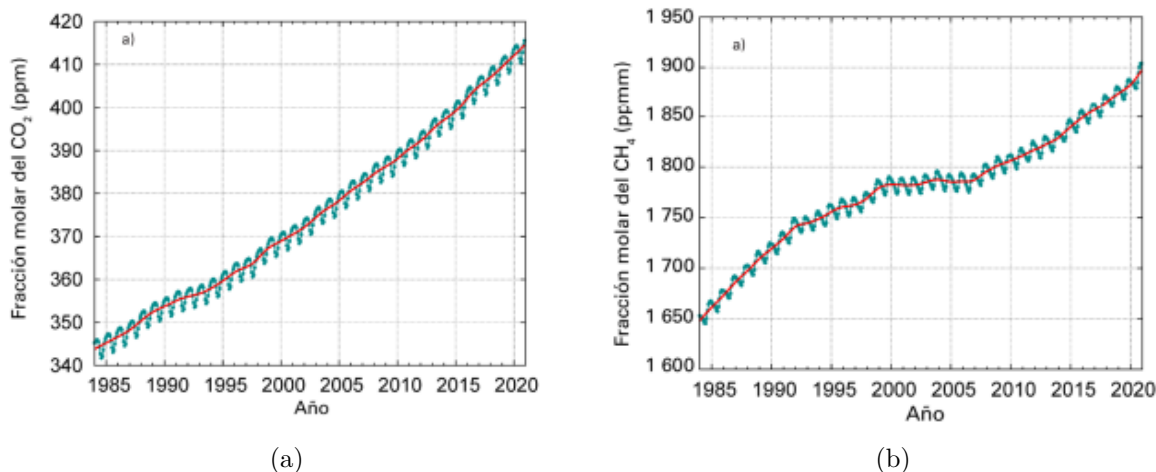 Fracción molar del CO₂ (ppm)
a)
420
410
400
390
380
370
360
350
340
1985 1990 1995 2000 2005 2010 2015 2020
Año
(a)
Fracción molar del CH₄ (ppmm)
a)
1 950
1 900
1 850
1 800
1 750
1 700
1 650
1 600
1985 1990 1995 2000 2005 2010 2015 2020
Año
(b)